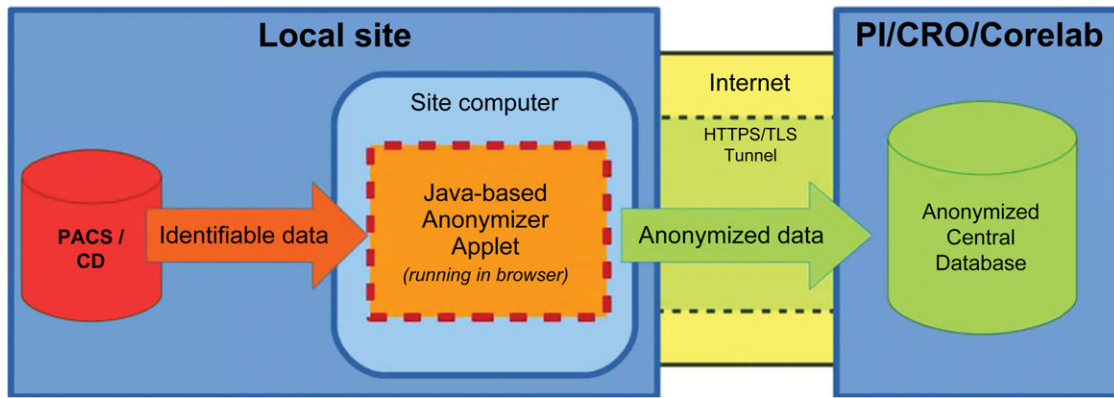 Local site
PI/CRO/Corelab
Site computer
Internet
HTTPS/TLS
Tunnel
PACS /
CD
Identifiable data
Java-based
Anonymizer
Applet
(running in browser)
Anonymized data
Anonymized
Central
Database